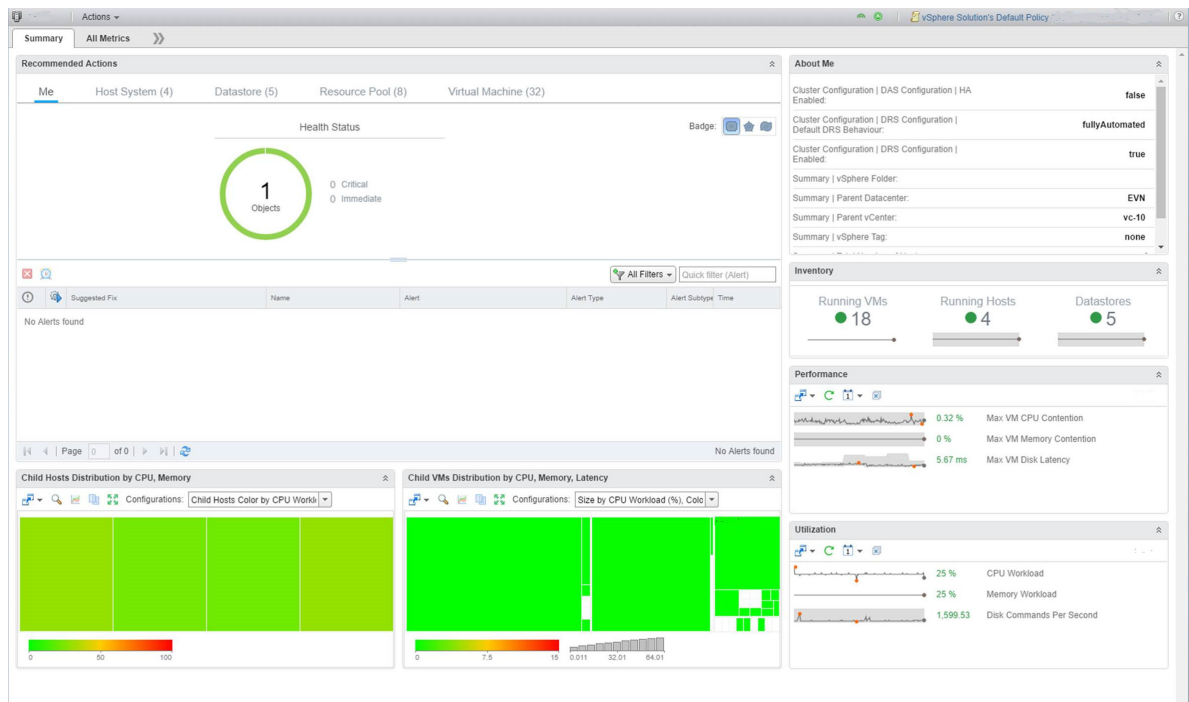 Actions
vSphere Solution's Default Policy
?
Summary
All Metrics
Recommended Actions
Me
Host System (4)
Datastore (5)
Resource Pool (8)
Virtual Machine (32)
Health Status
Badge:
1
Objects
0 Critical
0 Immediate
All Filters
Quick filter (Alert)
Suggested Fix
Name
Alert
Alert Type
Alert Subtype
Time
No Alerts found
Page 0 of 0
No Alerts found
Child Hosts Distribution by CPU, Memory
Configurations: Child Hosts Color by CPU Workl
0 50 100
Child VMs Distribution by CPU, Memory, Latency
Configurations: Size by CPU Workload (%), Colo
0 7.5 15
0.011 32.01 64.01
About Me
Cluster Configuration | DAS Configuration | HA
Enabled:
false
Cluster Configuration | DRS Configuration |
Default DRS Behaviour:
fullyAutomated
Cluster Configuration | DRS Configuration |
Enabled:
true
Summary | vSphere Folder:
Summary | Parent Datacenter: EVN
Summary | Parent vCenter: vc-10
Summary | vSphere Tag: none
Inventory
Running VMs
18
Running Hosts
4
Datastores
5
Performance
1
0.32 % Max VM CPU Contention
0 % Max VM Memory Contention
5.67 ms Max VM Disk Latency
Utilization
1
25 % CPU Workload
25 % Memory Workload
1,599.53 Disk Commands Per Second